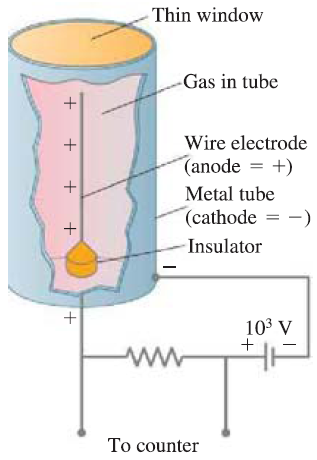 Thin window
Gas in tube
+
+
Wire electrode
(anode = +)
+
Metal tube
(cathode = −)
+
Insulator
−
+
10³ V
+ −
To counter